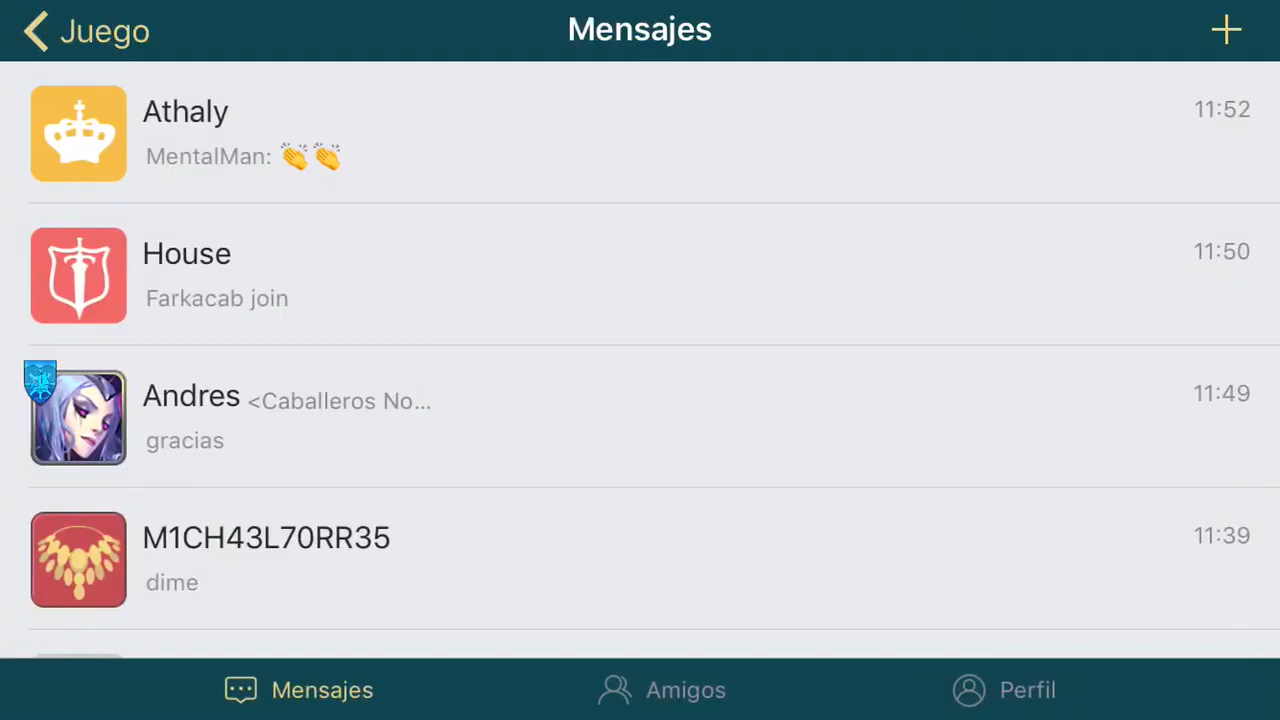 Juego
Mensajes
Athaly
11:52
MentalMan: 👏👏
House
11:50
Farkacab join
Andres <Caballeros No...
11:49
gracias
M1CH43L70RR35
11:39
dime
Mensajes
Amigos
Perfil